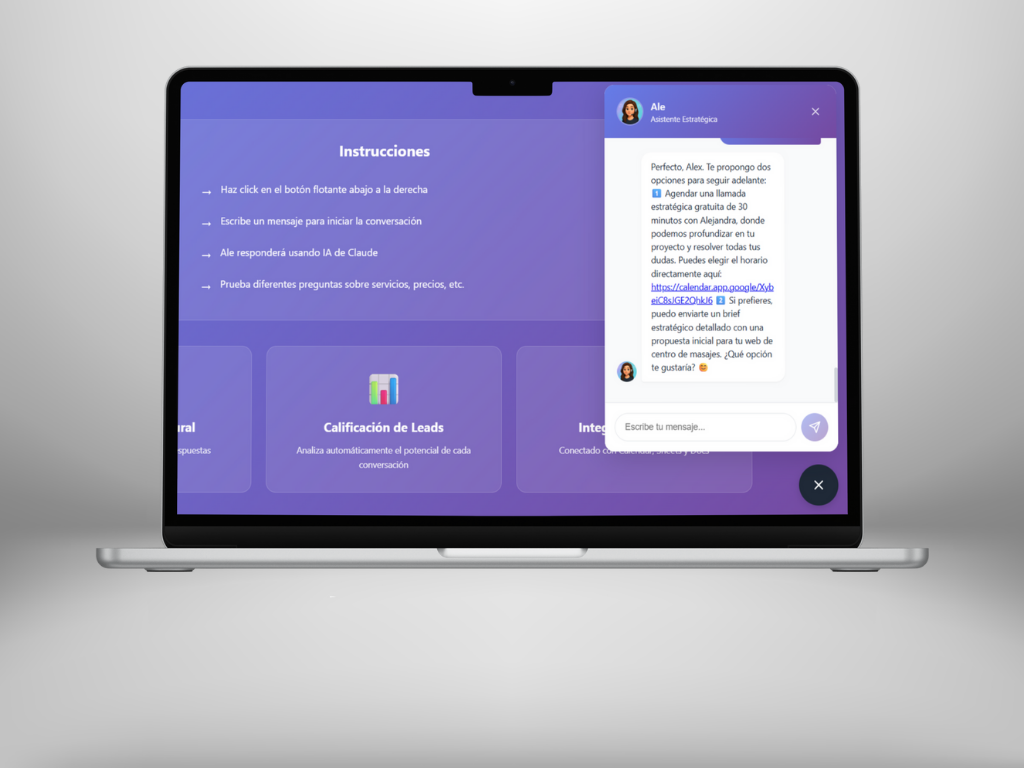 Instrucciones
→ Haz click en el botón flotante abajo a la derecha
→ Escribe un mensaje para iniciar la conversación
→ Ale responderá usando IA de Claude
→ Prueba diferentes preguntas sobre servicios, precios, etc.
ural
spuestas
Calificación de Leads
Analiza automáticamente el potencial de cada
conversación
Integ
Conectado con Calendar, Sheets y Docs
Ale
Asistente Estratégica
Perfecto, Alex. Te propongo dos
opciones para seguir adelante:
1️⃣ Agendar una llamada
estratégica gratuita de 30
minutos con Alejandra, donde
podemos profundizar en tu
proyecto y resolver todas tus
dudas. Puedes elegir el horario
directamente aquí:
https://calendar.app.google/Xyb
eiC8sJGE2QhkJ6 2️⃣ Si prefieres,
puedo enviarte un brief
estratégico detallado con una
propuesta inicial para tu web de
centro de masajes. ¿Qué opción
te gustaría? 😊
Escribe tu mensaje...